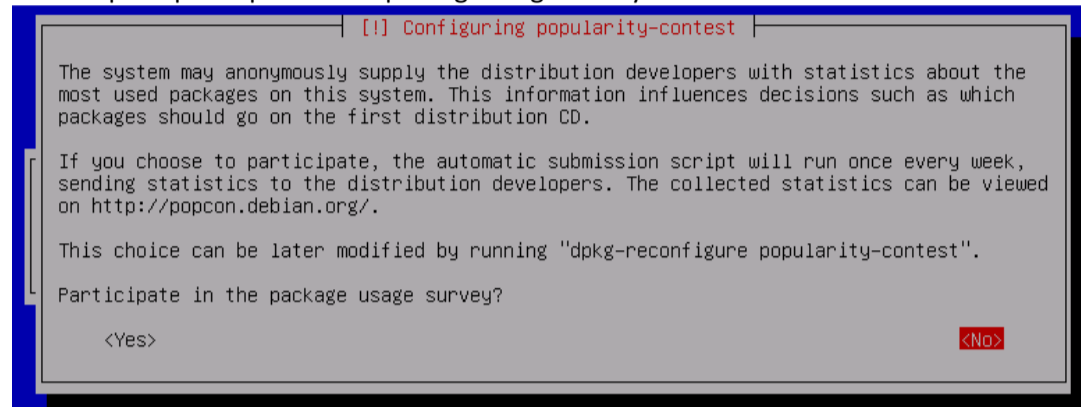 [!] Configuring popularity-contest
The system may anonymously supply the distribution developers with statistics about the
most used packages on this system. This information influences decisions such as which
packages should go on the first distribution CD.
If you choose to participate, the automatic submission script will run once every week,
sending statistics to the distribution developers. The collected statistics can be viewed
on http://popcon.debian.org/.
This choice can be later modified by running "dpkg-reconfigure popularity-contest".
Participate in the package usage survey?
<Yes> <No>